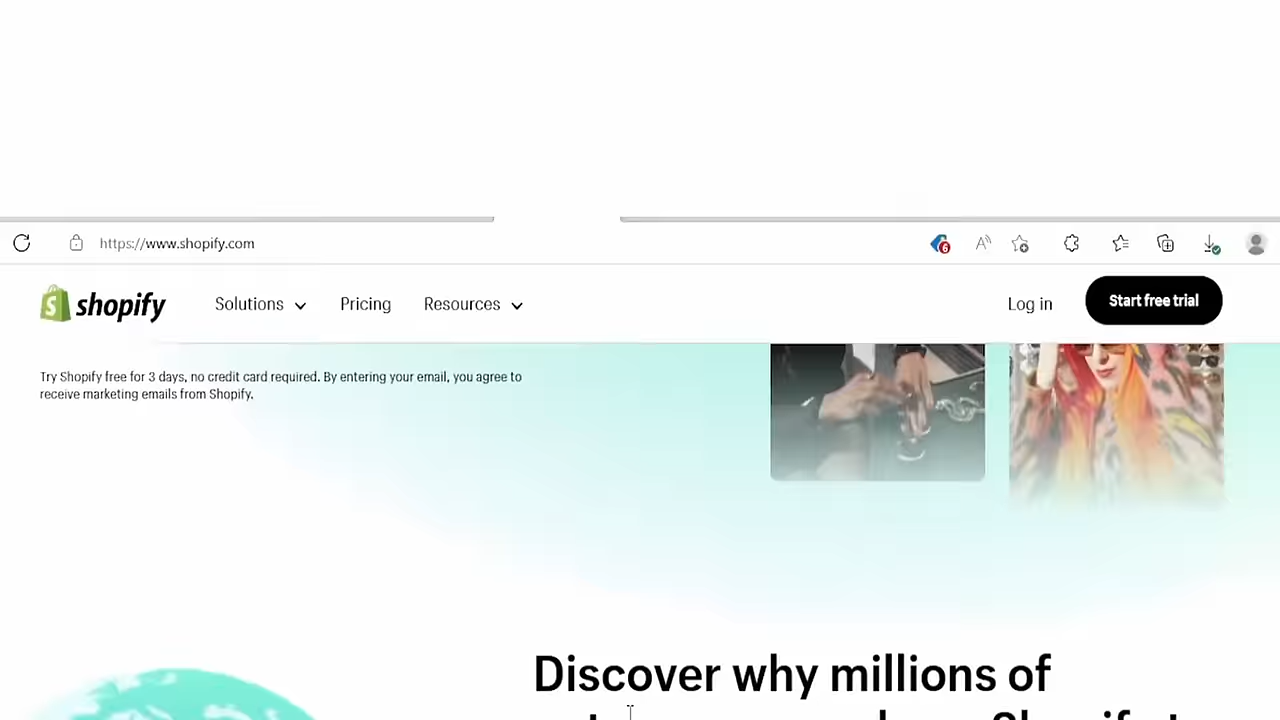 https://www.shopify.com
6
shopify
Solutions
Pricing
Resources
Log in
Start free trial
Try Shopify free for 3 days, no credit card required. By entering your email, you agree to
receive marketing emails from Shopify.
Discover why millions of